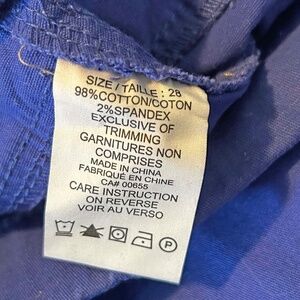 SIZE / TAILLE : 28
98%COTTON/COTON
2%SPANDEX
EXCLUSIVE OF
TRIMMING
GARNITURES NON
COMPRISES
MADE IN CHINA
FABRIQUÉ EN CHINE
CA# 00655
CARE INSTRUCTION
ON REVERSE
VOIR AU VERSO
P